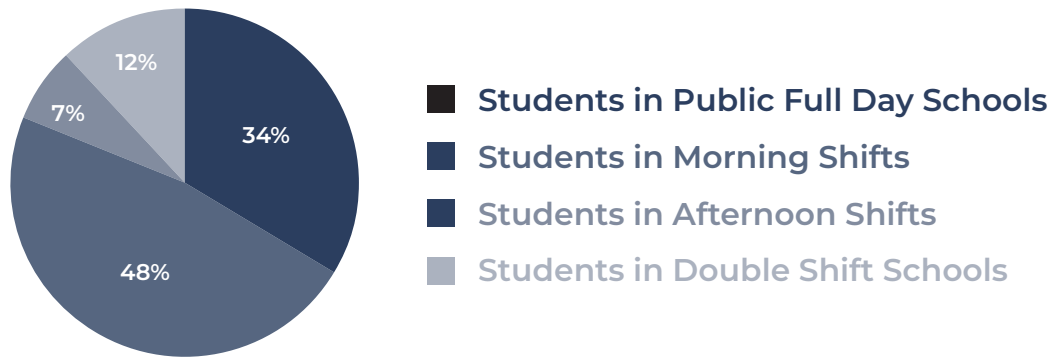 12%
7%
34%
48%
Students in Public Full Day Schools
Students in Morning Shifts
Students in Afternoon Shifts
Students in Double Shift Schools